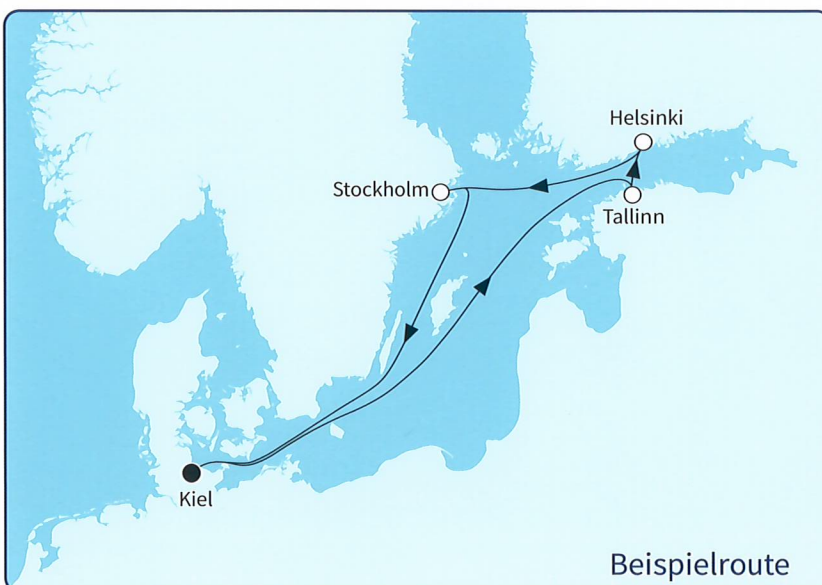 Helsinki
Stockholm
Tallinn
Kiel
Beispielroute